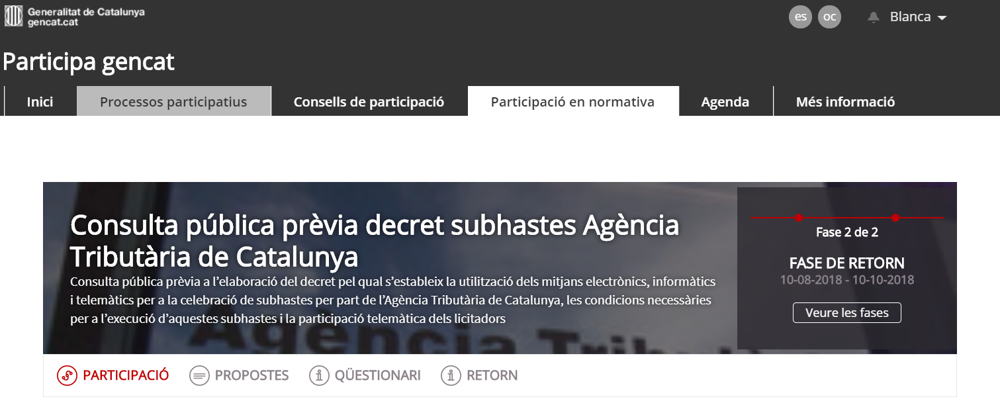 Generalitat de Catalunya
gencat.cat
es oc Blanca
Participa gencat
Inici Processos participatius Consells de participació Participació en normativa Agenda Més informació
Consulta pública prèvia decret subhastes Agència
Tributària de Catalunya
Consulta pública prèvia a l’elaboració del decret pel qual s’estableix la utilització dels mitjans electrònics, informàtics
i telemàtics per a la celebració de subhastes per part de l’Agència Tributària de Catalunya, les condicions necessàries
per a l’execució d’aquestes subhastes i la participació telemàtica dels licitadors
Agència Tributà
Fase 2 de 2
FASE DE RETORN
10-08-2018 - 10-10-2018
Veure les fases
PARTICIPACIÓ PROPOSTES QÜESTIONARI RETORN